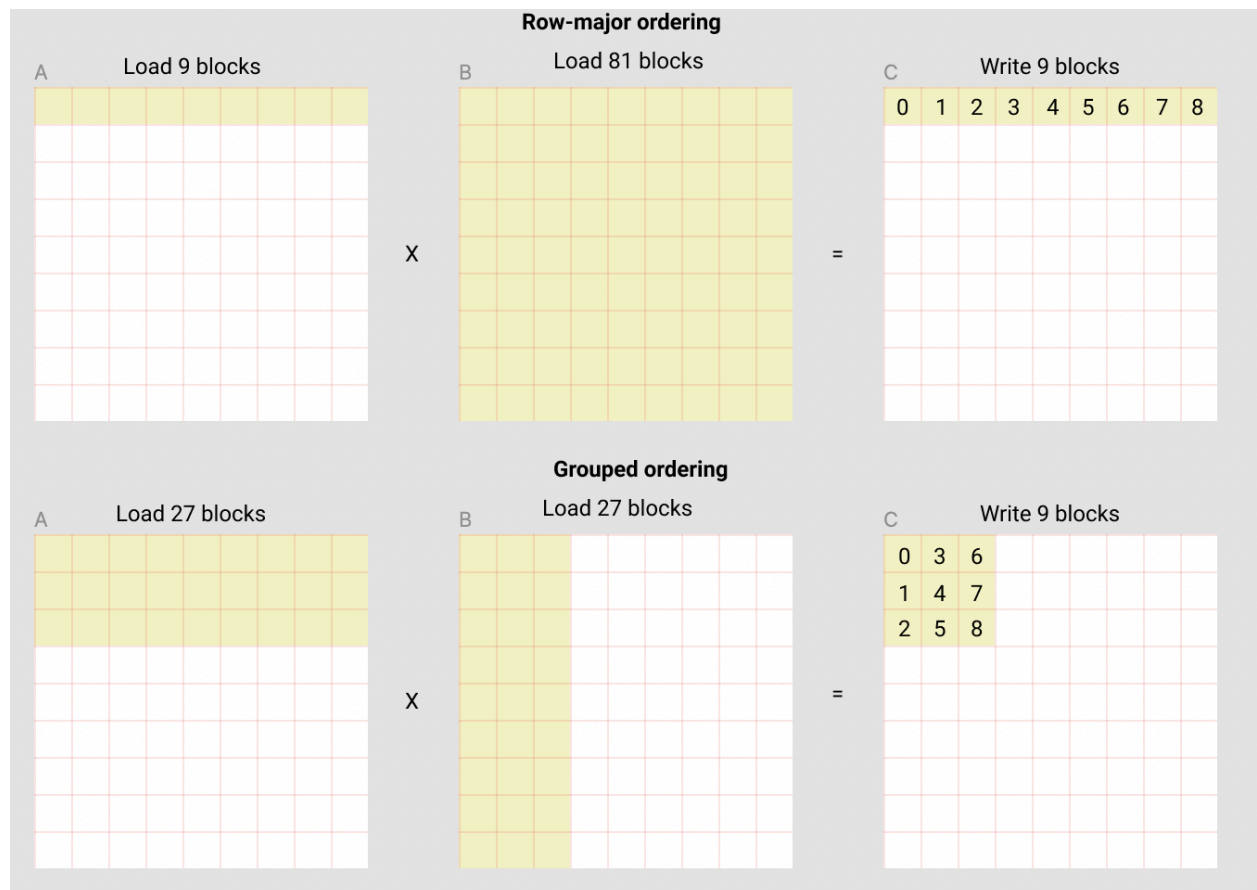 Row-major ordering
A Load 9 blocks
B Load 81 blocks
C Write 9 blocks
0 1 2 3 4 5 6 7 8
X
=
Grouped ordering
A Load 27 blocks
B Load 27 blocks
C Write 9 blocks
0 3 6
1 4 7
2 5 8
X
=